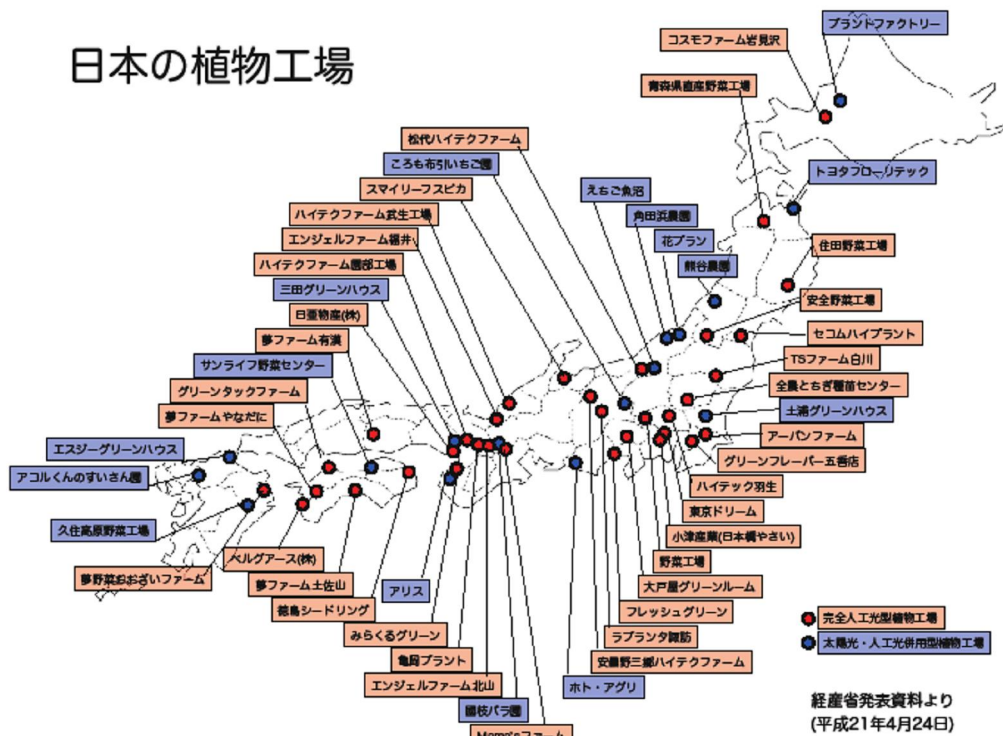 日本の植物工場
プラントファクトリー
コスモファーム岩見沢
青森県直産野菜工場
松代ハイテクファーム
ころも布引いちご園
トヨタフローリテック
スマイリーフスピカ
えちご魚沼
ハイテクファーム武生工場
角田浜農園
エンジェルファーム福井
花プラン
住田野菜工場
ハイテクファーム園部工場
熊谷農園
三田グリーンハウス
安全野菜工場
日亜物産(株)
セコムハイプラント
夢ファーム有漢
TSファーム白川
サンライフ野菜センター
全農とちぎ種苗センター
グリーンタックファーム
土浦グリーンハウス
夢ファームやなだに
アーバンファーム
エスジーグリーンハウス
グリーンフレーバー五香店
アコルくんのすいさん園
ハイテック羽生
東京ドリーム
久住高原野菜工場
小津産業(日本橋やさい)
ベルグアース(株)
野菜工場
夢野菜おおざいファーム
夢ファーム土佐山
アリス
大戸屋グリーンルーム
徳島シードリング
フレッシュグリーン
完全人工光型植物工場
みらくるグリーン
ラプランタ諏訪
太陽光・人工光併用型植物工場
亀岡プラント
安曇野三郷ハイテクファーム
エンジェルファーム北山
ホト・アグリ
國枝バラ園
経産省発表資料より
(平成21年4月24日)